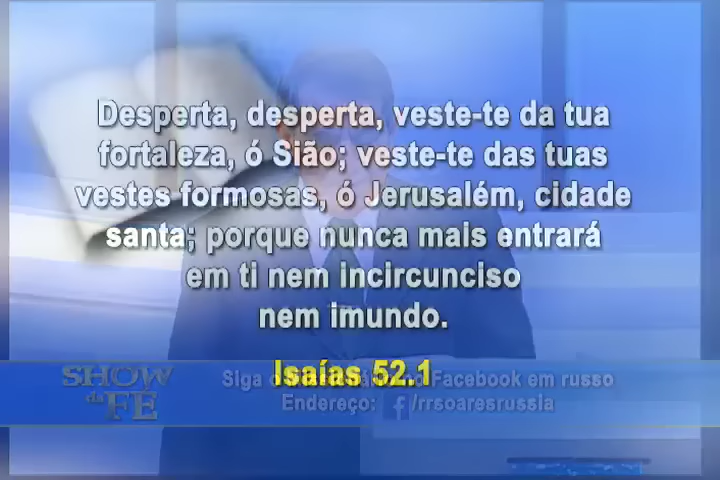 Desperta, desperta, veste-te da tua
fortaleza, ó Sião; veste-te das tuas
vestes formosas, ó Jerusalém, cidade
santa; porque nunca mais entrará
em ti nem incircunciso
nem imundo.
Isaías 52.1
SHOW
da FÉ
Siga o no Facebook em russo
Endereço: f/rrsoaresrussia